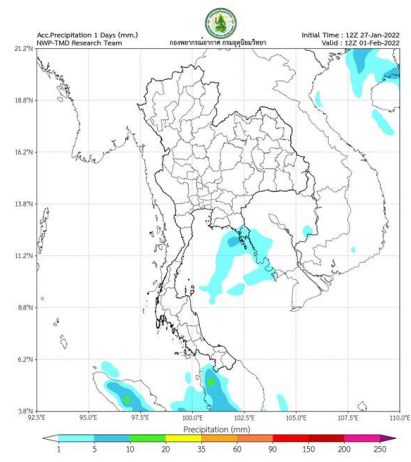 Acc.Precipitation 1 Days (mm.)
Initial Time : 12Z 27-Jan-2022
NWP-TMD Research Team
กองพยากรณ์อากาศ กรมอุตุนิยมวิทยา
Valid : 12Z 01-Feb-2022
21.2°N
18.8°N
16.2°N
13.8°N
11.2°N
8.8°N
6.2°N
3.8°N
92.5°E 95.0°E 97.5°E 100.0°E 102.5°E 105.0°E 107.5°E 110.0°E
Precipitation (mm)
1 5 10 20 35 60 90 150 200 250